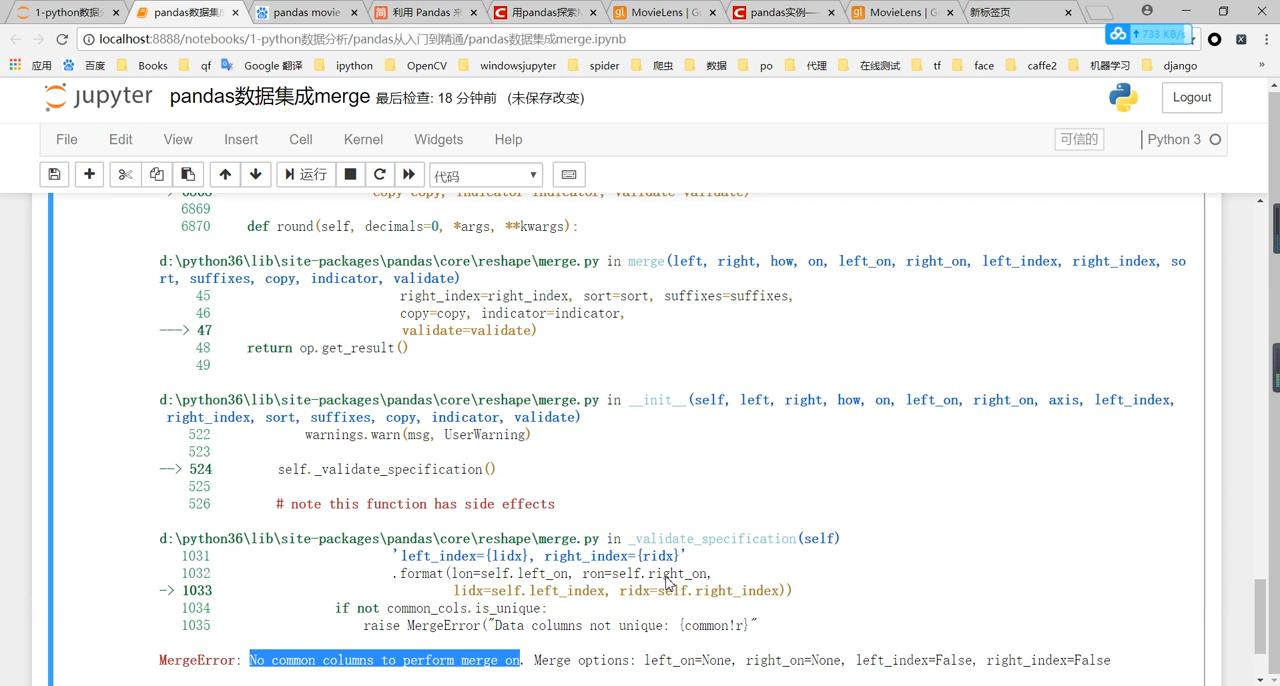 1-python数据分
pandas数据集成
pandas movie
利用 Pandas 来
用pandas探索
MovieLens | G
pandas实例—
MovieLens | G
新标签页
localhost:8888/notebooks/1-python数据分析/pandas从入门到精通/pandas数据集成merge.ipynb
733 KB/s
应用 百度 Books qf Google 翻译 ipython OpenCV windowsjupyter spider 爬虫 数据 po 代理 在线测试 tf face caffe2 机器学习 django »
jupyter pandas数据集成merge 最后检查: 18 分钟前 (未保存改变) Logout
File Edit View Insert Cell Kernel Widgets Help 可信的 Python 3
运行 代码
6869
6870 def round(self, decimals=0, *args, **kwargs):
d:\python36\lib\site-packages\pandas\core\reshape\merge.py in merge(left, right, how, on, left_on, right_on, left_index, right_index, so
rt, suffixes, copy, indicator, validate)
45 right_index=right_index, sort=sort, suffixes=suffixes,
46 copy=copy, indicator=indicator,
---> 47 validate=validate)
48 return op.get_result()
49
d:\python36\lib\site-packages\pandas\core\reshape\merge.py in __init__(self, left, right, how, on, left_on, right_on, axis, left_index,
right_index, sort, suffixes, copy, indicator, validate)
522 warnings.warn(msg, UserWarning)
523
--> 524 self._validate_specification()
525
526 # note this function has side effects
d:\python36\lib\site-packages\pandas\core\reshape\merge.py in _validate_specification(self)
1031 'left_index={lidx}, right_index={ridx}'
1032 .format(lon=self.left_on, ron=self.right_on,
-> 1033 lidx=self.left_index, ridx=self.right_index))
1034 if not common_cols.is_unique:
1035 raise MergeError("Data columns not unique: {common!r}"
MergeError: No common columns to perform merge on. Merge options: left_on=None, right_on=None, left_index=False, right_index=False